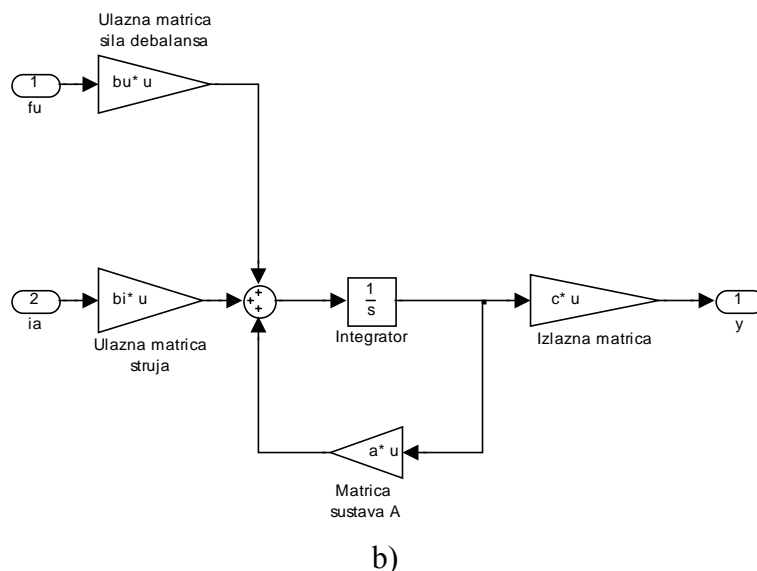 Ulazna matrica
sila debalansa
1
bu* u
fu
2
bi* u
ia
Ulazna matrica
struja
+
+
+
1
s
Integrator
c* u
Izlazna matrica
1
y
a* u
Matrica
sustava A
b)